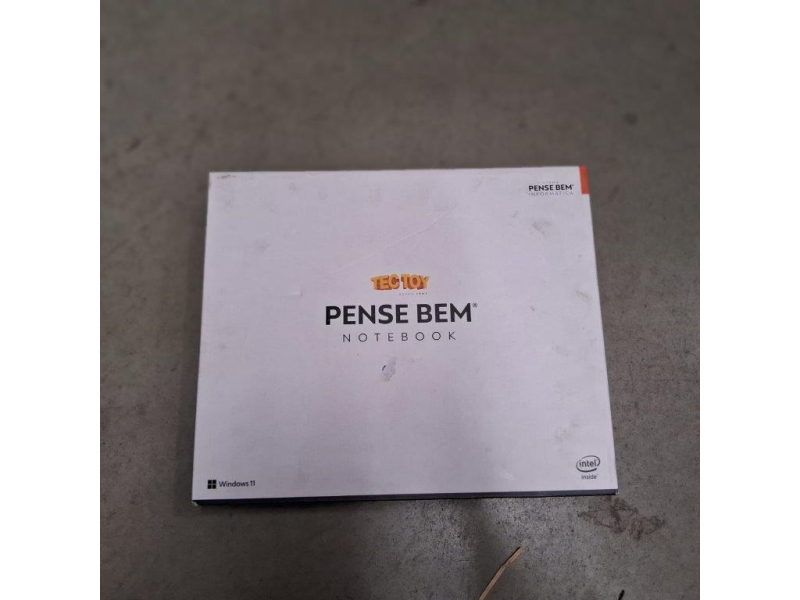 PENSE BEM®
INFORMÁTICA
TECTOY
PENSE BEM®
NOTEBOOK
Windows 11
intel
inside